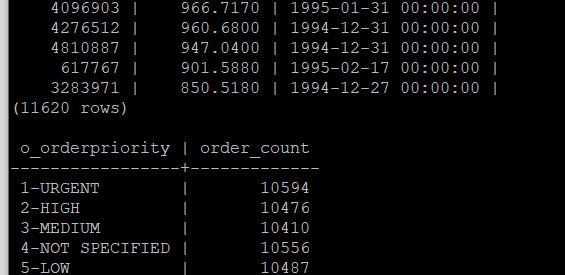 4096903 | 966.7170 | 1995-01-31 00:00:00 |
4276512 | 960.6800 | 1994-12-31 00:00:00 |
4810887 | 947.0400 | 1994-12-31 00:00:00 |
617767 | 901.5880 | 1995-02-17 00:00:00 |
3283971 | 850.5180 | 1994-12-27 00:00:00 |
(11620 rows)
o_orderpriority | order_count
-----------------+-------------
1-URGENT | 10594
2-HIGH | 10476
3-MEDIUM | 10410
4-NOT SPECIFIED | 10556
5-LOW | 10487